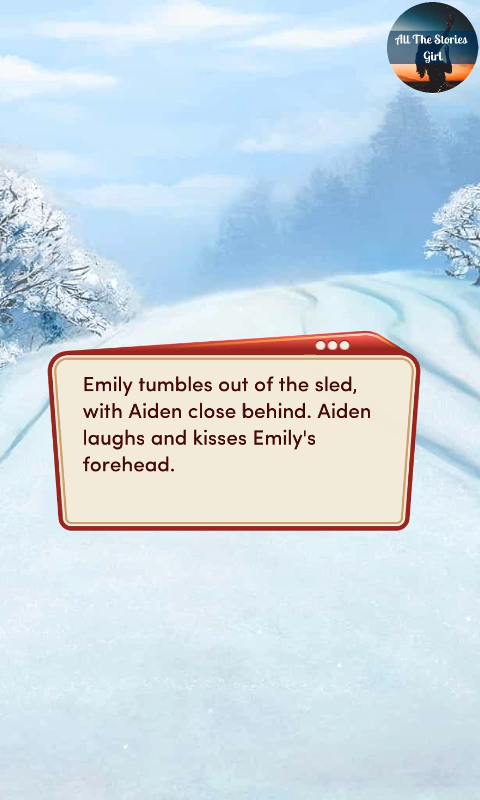 All The Stories
Girl
Emily tumbles out of the sled,
with Aiden close behind. Aiden
laughs and kisses Emily's
forehead.